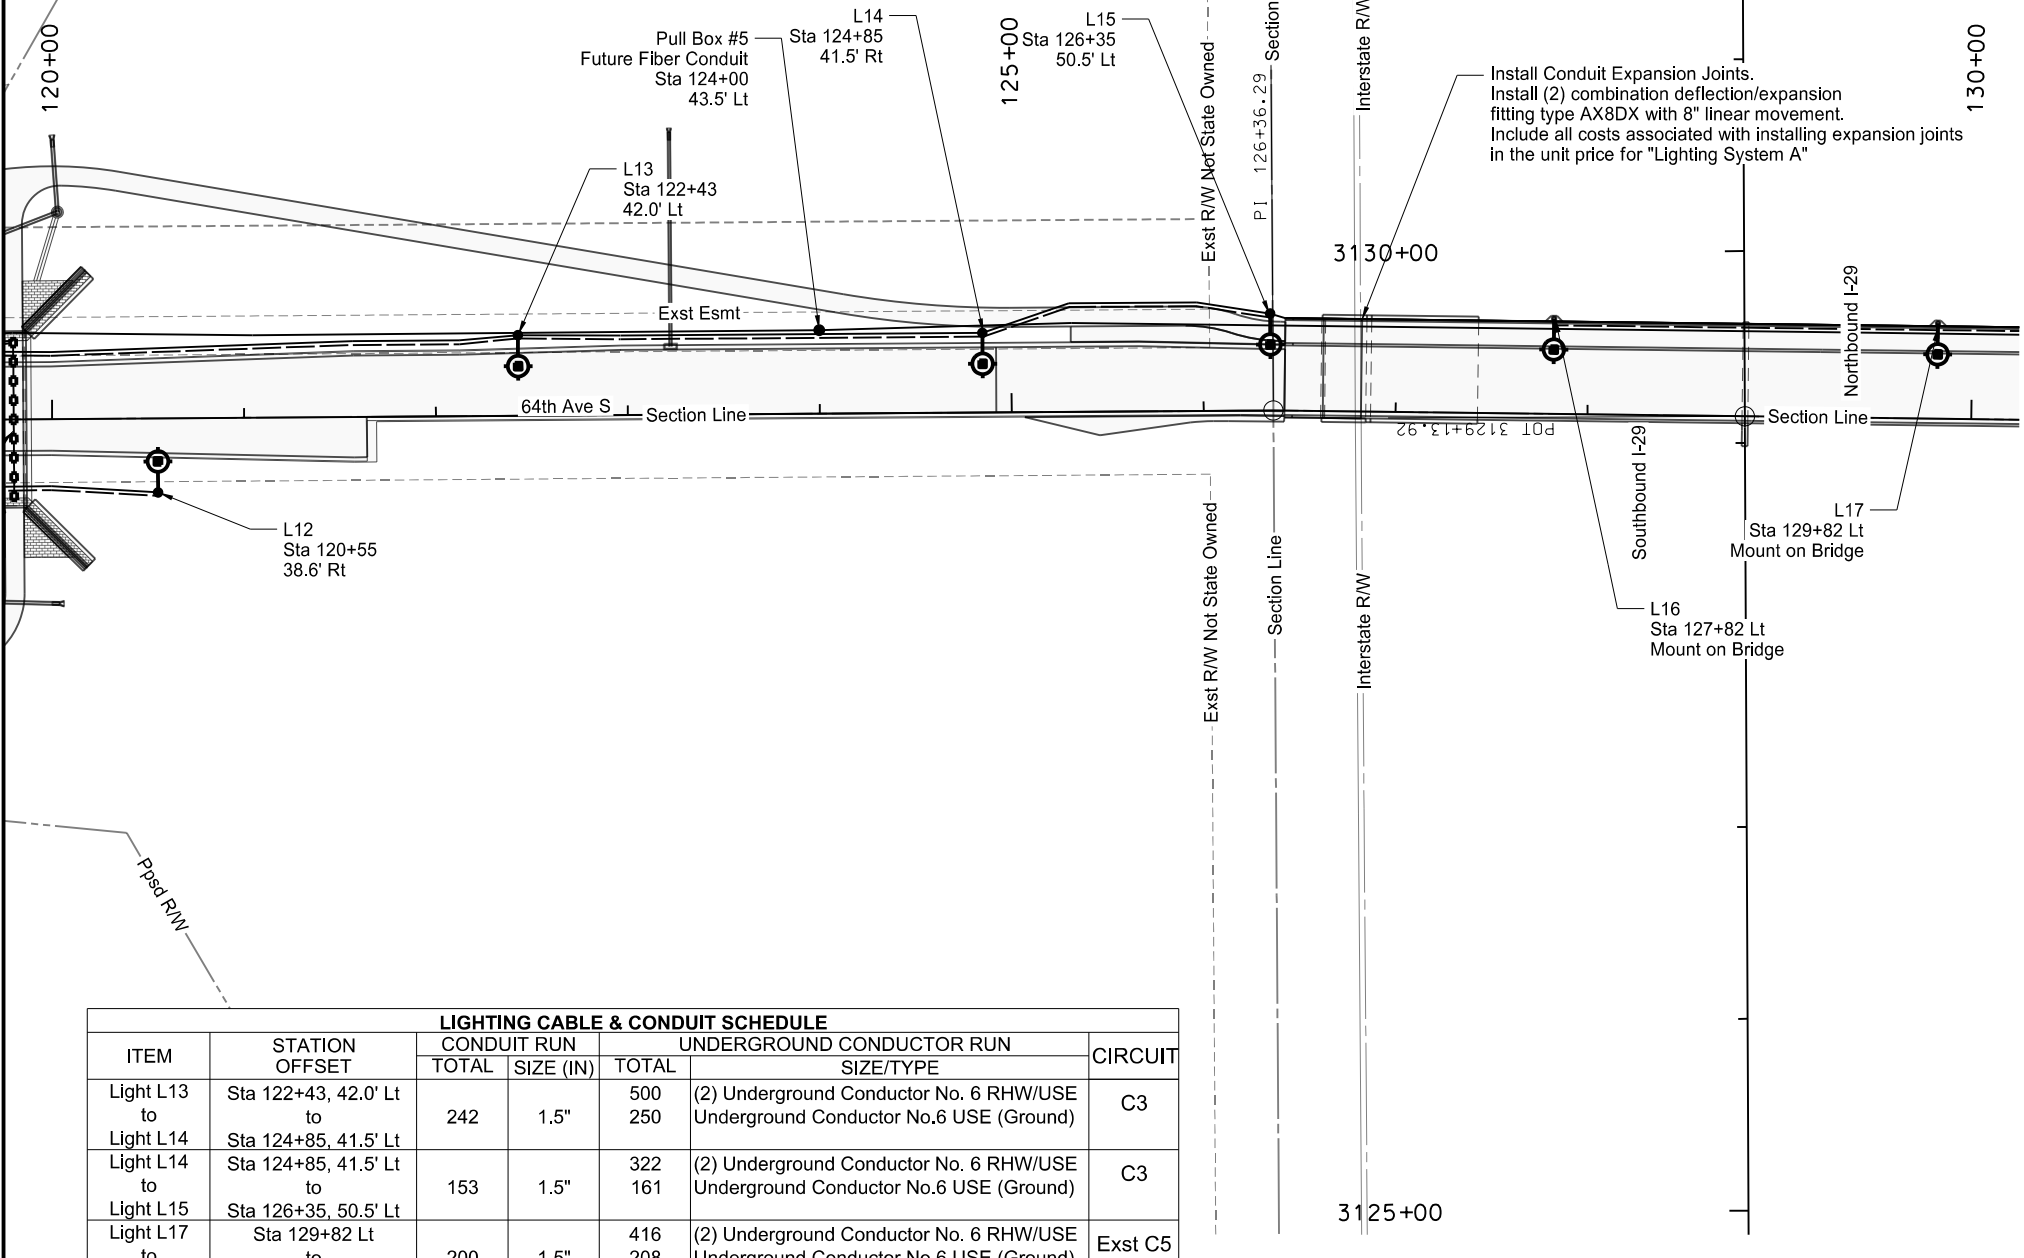 120+00
Pull Box #5
Future Fiber Conduit
Sta 124+00
43.5' Lt
L14
Sta 124+85
41.5' Rt
125+00
L15
Sta 126+35
50.5' Lt
Exst R/W Not State Owned
PI 126+36.29
Section
Interstate R/W
Install Conduit Expansion Joints.
Install (2) combination deflection/expansion
fitting type AX8DX with 8" linear movement.
Include all costs associated with installing expansion joints
in the unit price for "Lighting System A"
130+00
L13
Sta 122+43
42.0' Lt
3130+00
Exst Esmt
Northbound I-29
64th Ave S
Section Line
POT 3129+13.92
Section Line
Southbound I-29
L12
Sta 120+55
38.6' Rt
L17
Sta 129+82 Lt
Mount on Bridge
L16
Sta 127+82 Lt
Mount on Bridge
Exst R/W Not State Owned
Section Line
Interstate R/W
Ppsd R/W
3125+00
LIGHTING CABLE & CONDUIT SCHEDULE
ITEM STATION OFFSET CONDUIT RUN UNDERGROUND CONDUCTOR RUN CIRCUIT
TOTAL SIZE (IN) TOTAL SIZE/TYPE
Light L13 Sta 122+43, 42.0' Lt 500 (2) Underground Conductor No. 6 RHW/USE C3
to to 242 1.5" 250 Underground Conductor No.6 USE (Ground)
Light L14 Sta 124+85, 41.5' Lt
Light L14 Sta 124+85, 41.5' Lt 322 (2) Underground Conductor No. 6 RHW/USE C3
to to 153 1.5" 161 Underground Conductor No.6 USE (Ground)
Light L15 Sta 126+35, 50.5' Lt
Light L17 Sta 129+82 Lt 416 (2) Underground Conductor No. 6 RHW/USE Exst C5
to to 200 1.5" 208 Underground Conductor No.6 USE (Ground)